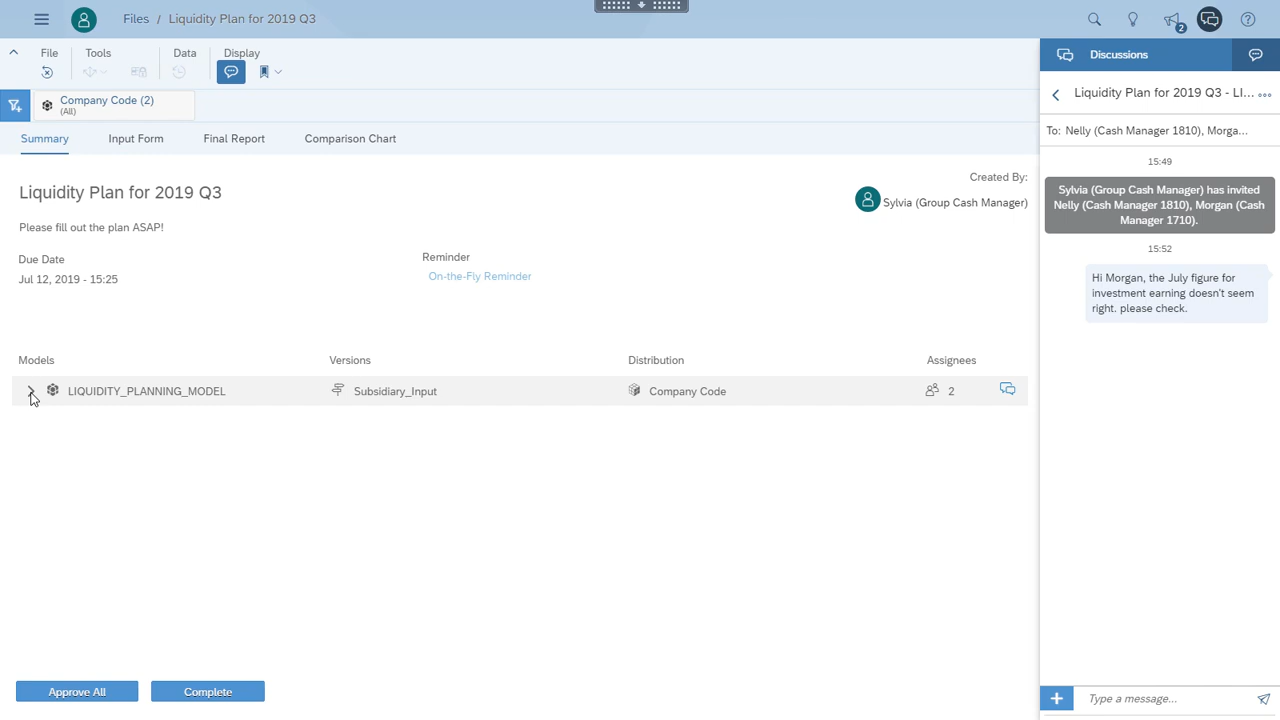 Files / Liquidity Plan for 2019 Q3
2
File
Tools
Data
Display
Company Code (2)
(All)
Summary
Input Form
Final Report
Comparison Chart
Liquidity Plan for 2019 Q3
Created By:
Sylvia (Group Cash Manager)
Please fill out the plan ASAP!
Due Date
Jul 12, 2019 - 15:25
Reminder
On-the-Fly Reminder
Models
Versions
Distribution
Assignees
LIQUIDITY_PLANNING_MODEL
Subsidiary_Input
Company Code
2
Approve All
Complete
Discussions
Liquidity Plan for 2019 Q3 - LI...
To: Nelly (Cash Manager 1810), Morga...
15:49
Sylvia (Group Cash Manager) has invited
Nelly (Cash Manager 1810), Morgan (Cash
Manager 1710).
15:52
Hi Morgan, the July figure for
investment earning doesn't seem
right. please check.
Type a message...